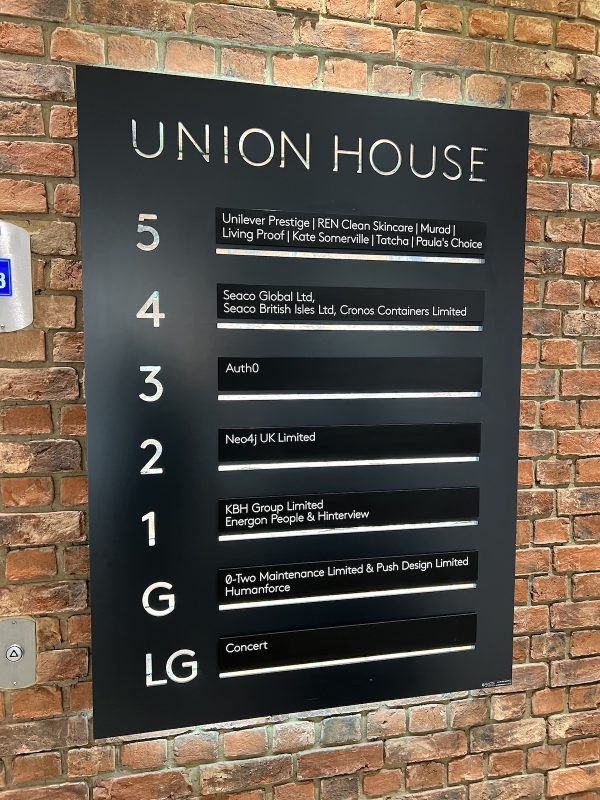 UNION HOUSE
5
Unilever Prestige | REN Clean Skincare | Murad |
Living Proof | Kate Somerville | Tatcha | Paula's Choice
4
Seaco Global Ltd,
Seaco British Isles Ltd, Cronos Containers Limited
3
Auth0
2
Neo4j UK Limited
1
KBH Group Limited
Energon People & Hinterview
G
0-Two Maintenance Limited & Push Design Limited
Humanforce
LG
Concert